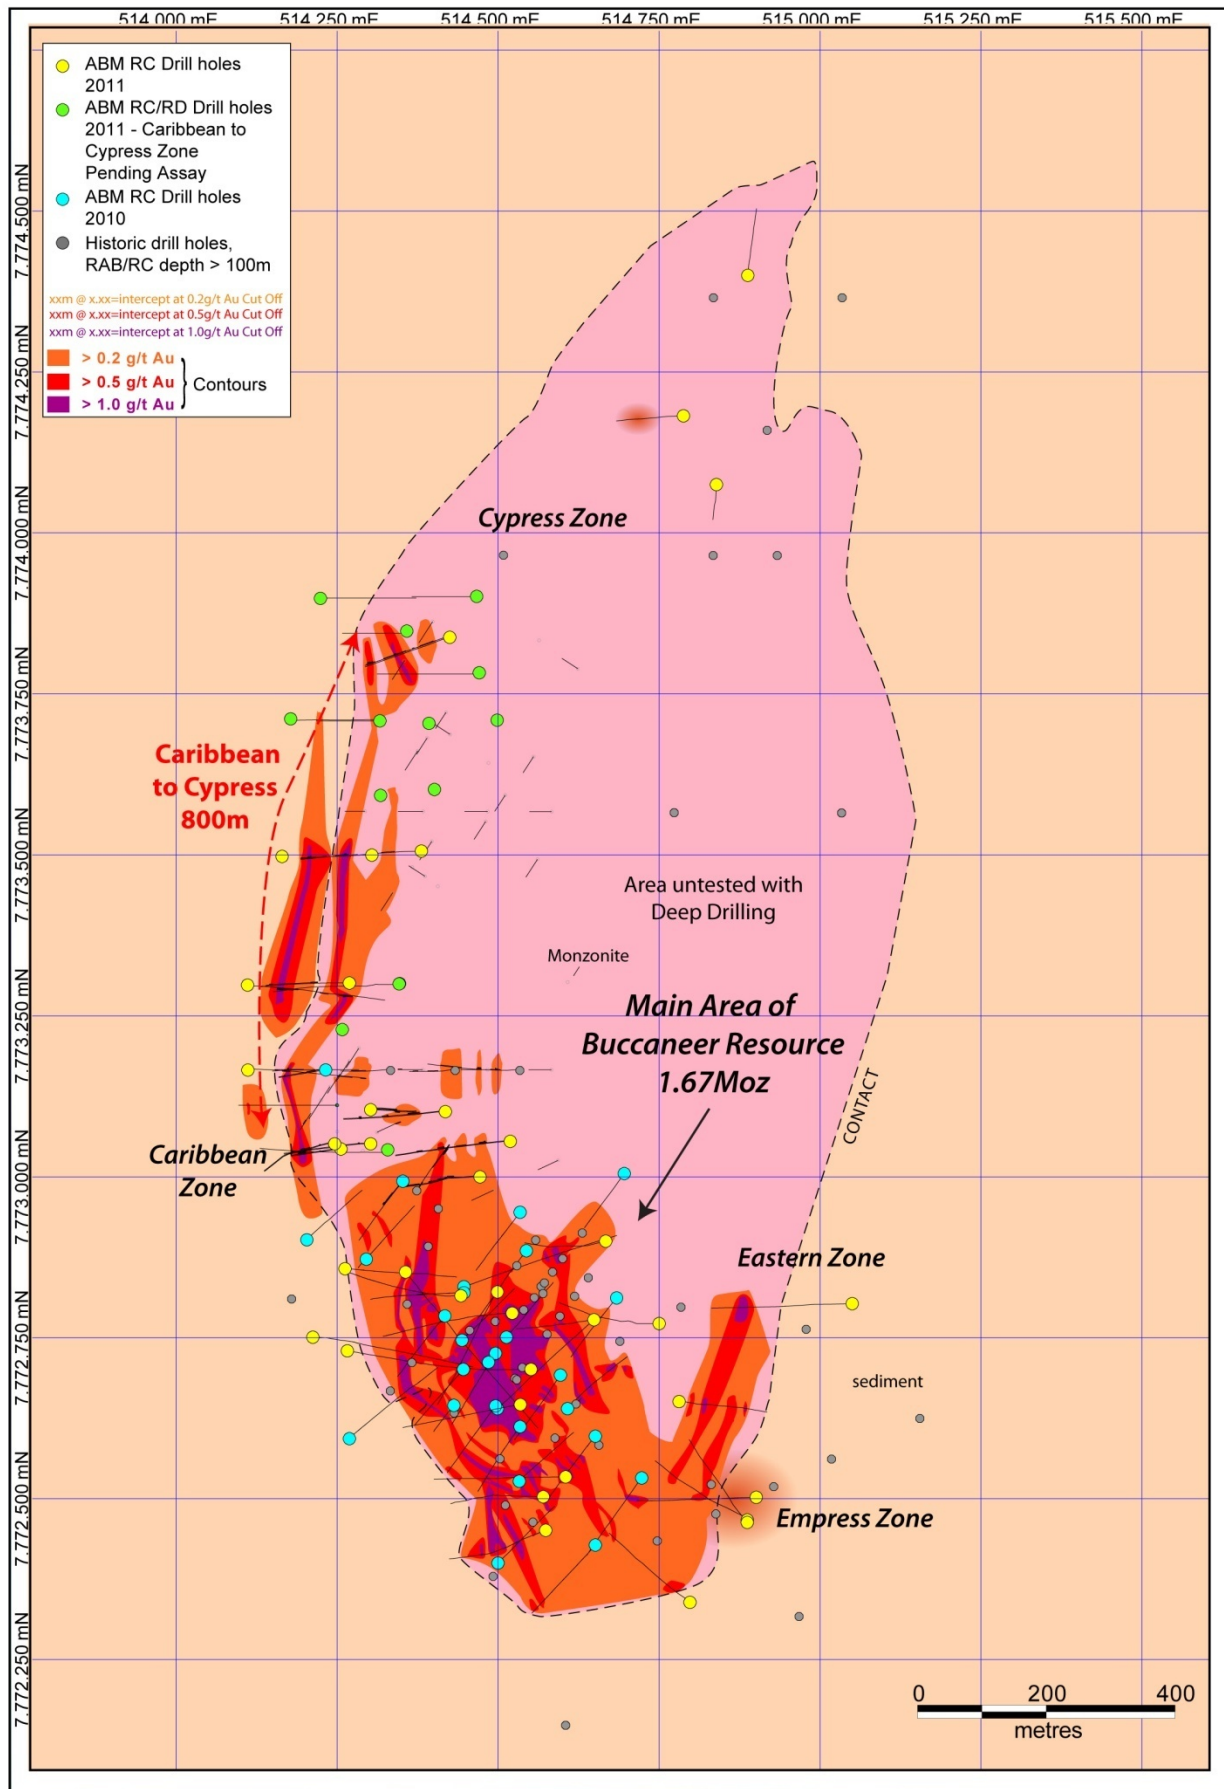 514 000 mE
514 250 mE
514 500 mE
514 750 mE
515 000 mE
515 250 mE
515 500 mE
ABM RC Drill holes
2011
ABM RC/RD Drill holes
2011 - Caribbean to
Cypress Zone
Pending Assay
ABM RC Drill holes
2010
Historic drill holes,
RAB/RC depth > 100m
xxm @ x.xx=intercept at 0.2g/t Au Cut Off
xxm @ x.xx=intercept at 0.5g/t Au Cut Off
xxm @ x.xx=intercept at 1.0g/t Au Cut Off
> 0.2 g/t Au
> 0.5 g/t Au
> 1.0 g/t Au
Contours
7.774.500 mN
7.774.250 mN
7.774.000 mN
7.773.750 mN
7.773.500 mN
7.773.250 mN
7.773.000 mN
7.772.750 mN
7.772.500 mN
7.772.250 mN
Cypress Zone
Caribbean
to Cypress
800m
Area untested with
Deep Drilling
Monzonite
Main Area of
Buccaneer Resource
1.67Moz
CONTACT
Caribbean
Zone
Eastern Zone
sediment
Empress Zone
0 200 400
metres